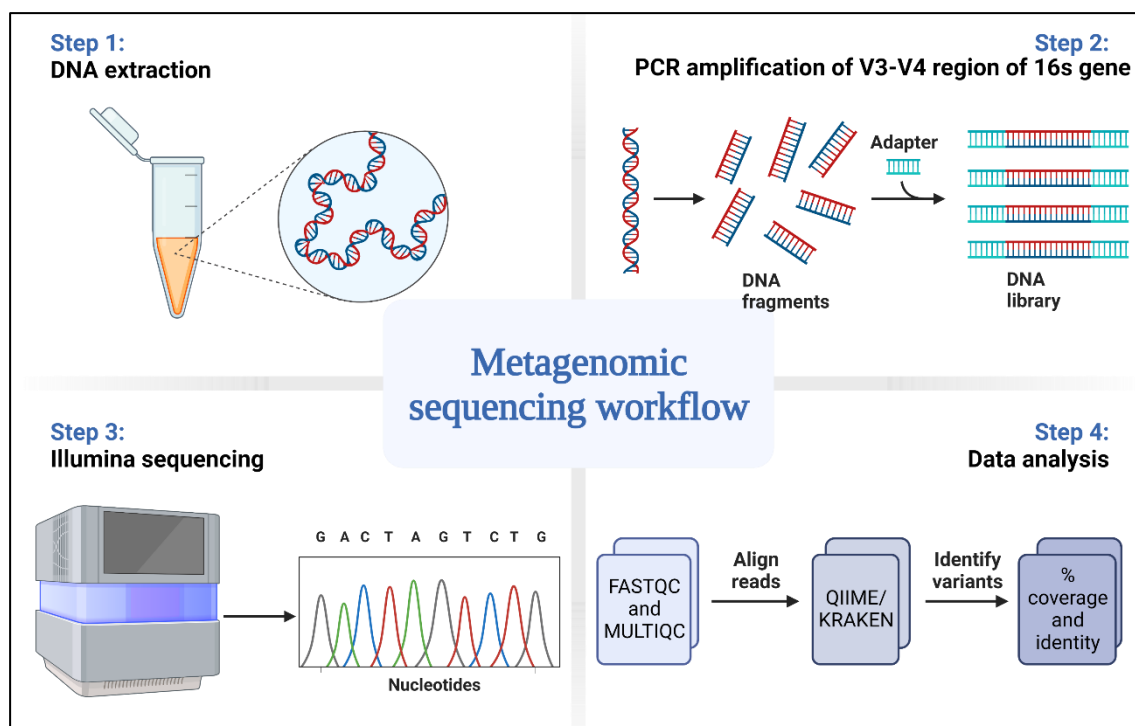 Step 1:
DNA extraction
Step 2:
PCR amplification of V3-V4 region of 16s gene
Adapter
DNA
fragments
DNA
library
Metagenomic
sequencing workflow
Step 3:
Illumina sequencing
G A C T A G T C T G
Nucleotides
Step 4:
Data analysis
FASTQC
and
MULTIQC
Align
reads
QIIME/
KRAKEN
Identify
variants
%
coverage
and
identity